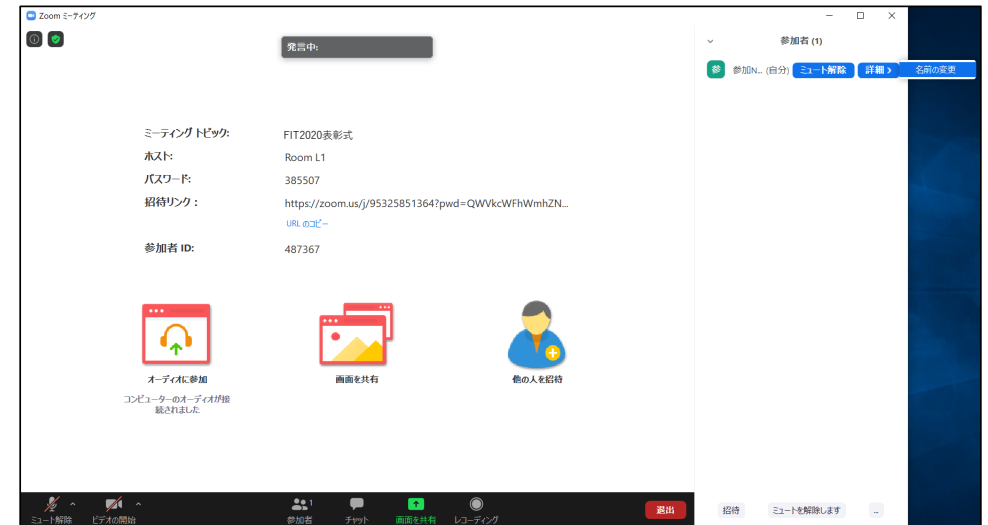 Zoom ミーティング
発言中:
ミーティング トピック: FIT2020表彰式
ホスト: Room L1
パスワード: 385507
招待リンク: https://zoom.us/j/95325851364?pwd=QWVkcWFhWmhZN...
URL のコピー
参加者 ID: 487367
オーディオに参加
コンピューターのオーディオが接
続されました
画面を共有
他の人を招待
ミュート解除 ビデオの開始 参加者 1 チャット 画面を共有 レコーディング 退出
参加者 (1)
参 参加N... (自分) ミュート解除 詳細 > 名前の変更
招待 ミュートを解除します ...